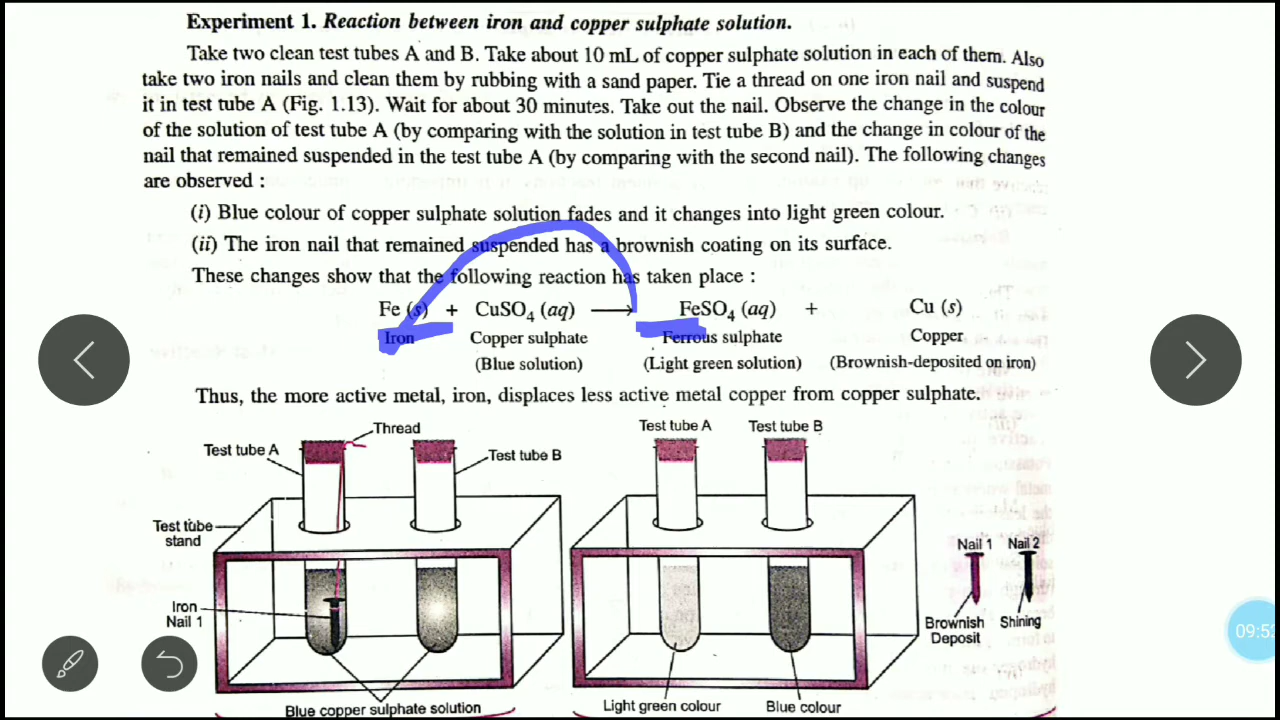 Experiment 1. Reaction between iron and copper sulphate solution.
Take two clean test tubes A and B. Take about 10 mL of copper sulphate solution in each of them. Also
take two iron nails and clean them by rubbing with a sand paper. Tie a thread on one iron nail and suspend
it in test tube A (Fig. 1.13). Wait for about 30 minutes. Take out the nail. Observe the change in the colour
of the solution of test tube A (by comparing with the solution in test tube B) and the change in colour of the
nail that remained suspended in the test tube A (by comparing with the second nail). The following changes
are observed :
(i) Blue colour of copper sulphate solution fades and it changes into light green colour.
(ii) The iron nail that remained suspended has a brownish coating on its surface.
These changes show that the following reaction has taken place :
Fe (s) + CuSO4 (aq) ⟶ FeSO4 (aq) + Cu (s)
Iron Copper sulphate Ferrous sulphate Copper
(Blue solution) (Light green solution) (Brownish-deposited on iron)
Thus, the more active metal, iron, displaces less active metal copper from copper sulphate.
Thread
Test tube A
Test tube B
Test tube stand
Iron Nail 1
Blue copper sulphate solution
Test tube A
Test tube B
Light green colour
Blue colour
Nail 1
Nail 2
Brownish Deposit
Shining